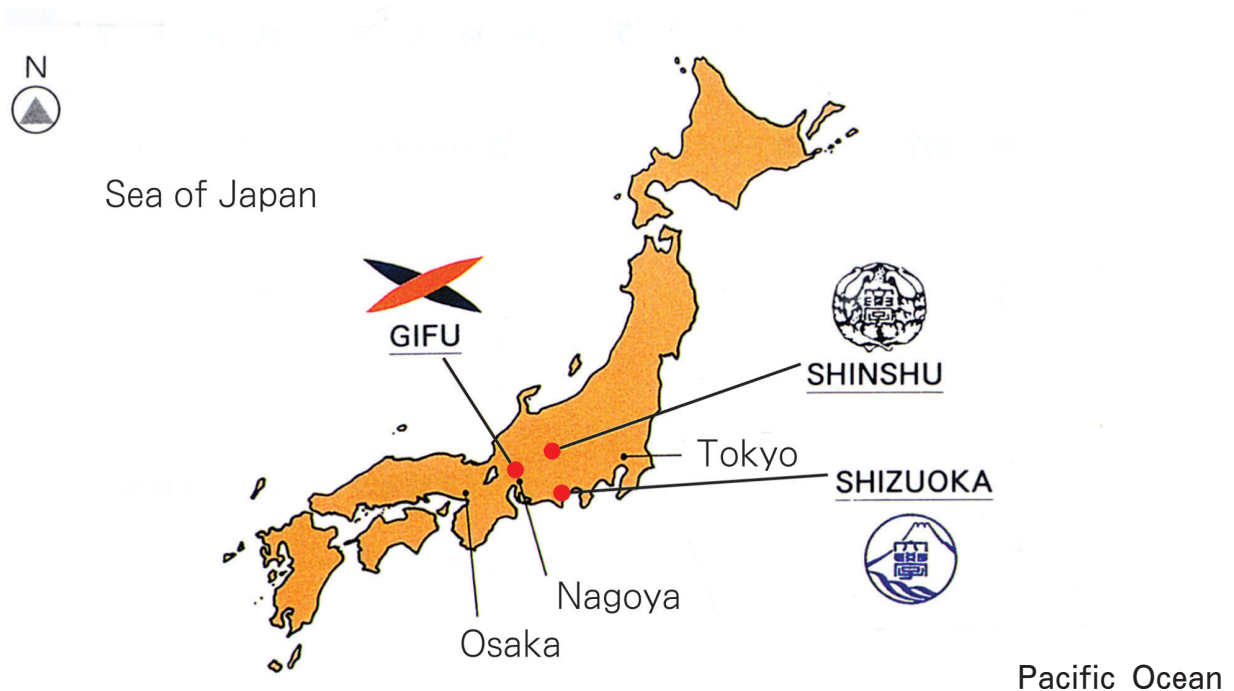 N
Sea of Japan
GIFU
SHINSHU
Tokyo
SHIZUOKA
Nagoya
Osaka
Pacific Ocean